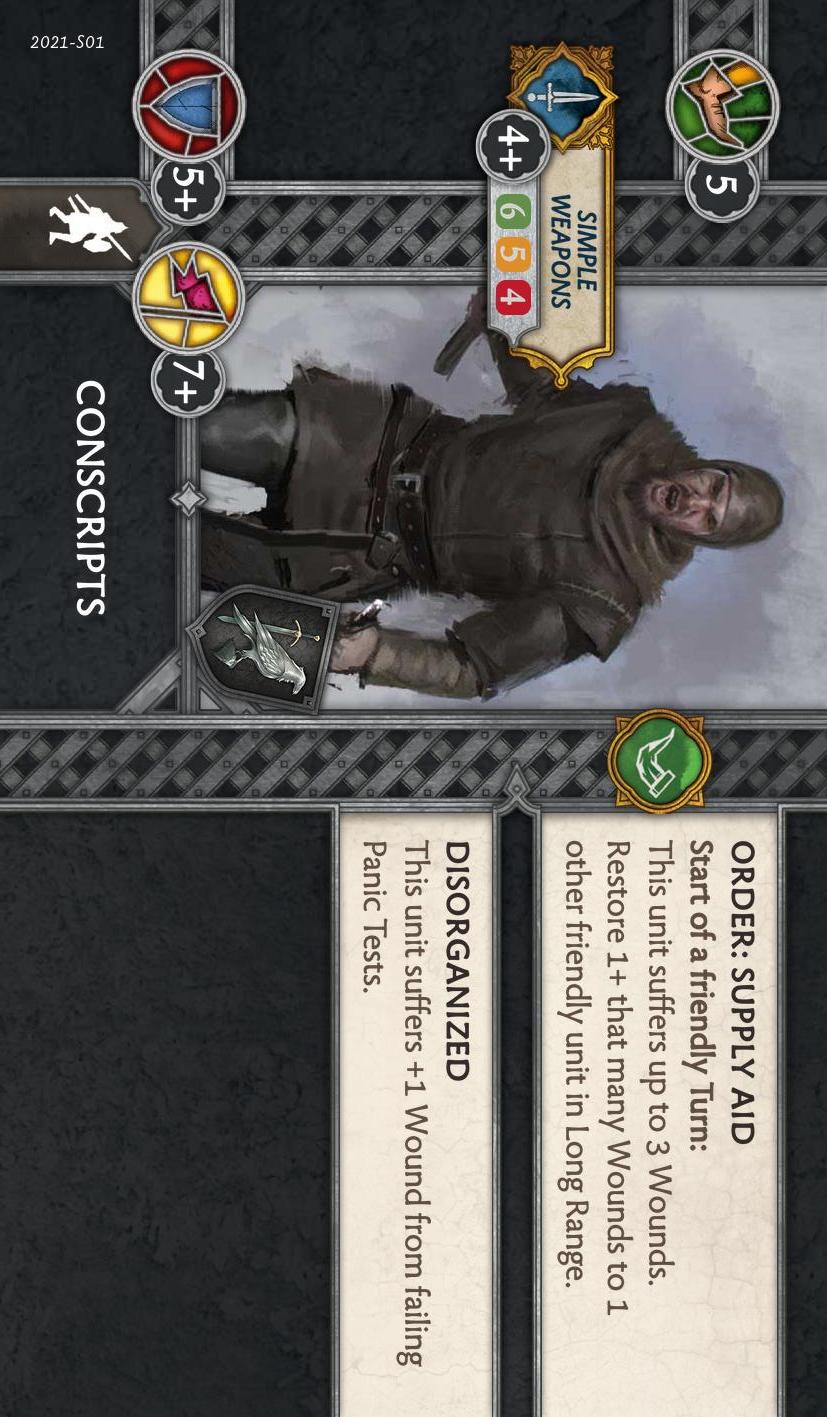 5
SIMPLE
WEAPONS
4+
6 5 4
5+
7+
CONSCRIPTS
ORDER: SUPPLY AID
Start of a friendly Turn:
This unit suffers up to 3 Wounds.
Restore 1+ that many Wounds to 1
other friendly unit in Long Range.
DISORGANIZED
This unit suffers +1 Wound from failing
Panic Tests.
2021-S01